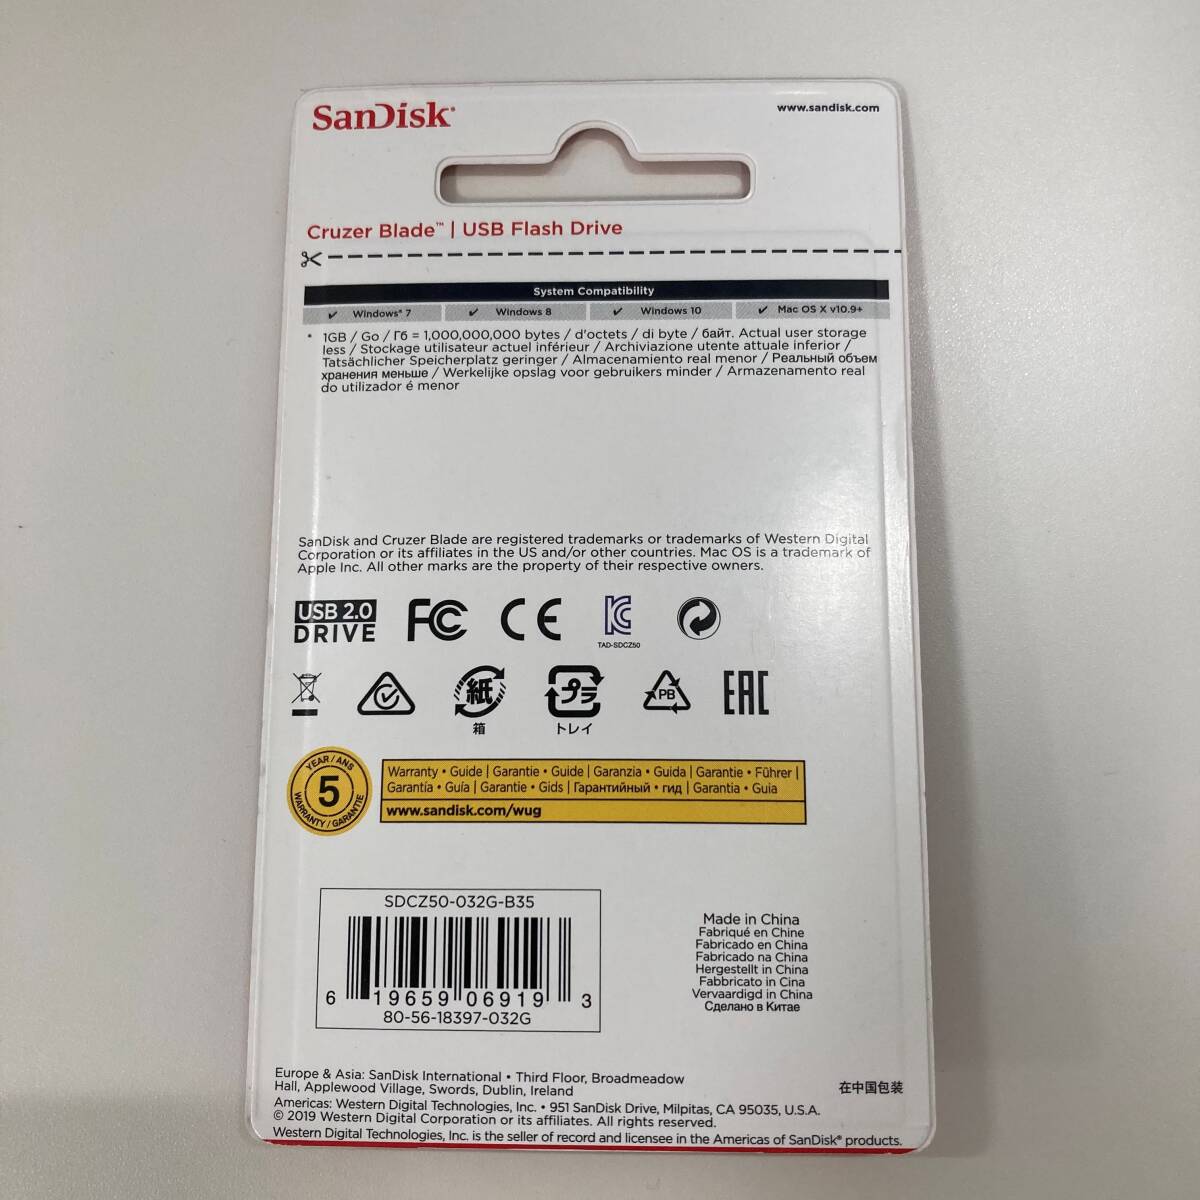 SanDisk®
www.sandisk.com
Cruzer Blade™ | USB Flash Drive
System Compatibility
✓ Windows® 7 ✓ Windows 8 ✓ Windows 10 ✓ Mac OS X v10.9+
* 1GB / Go / Гб = 1,000,000,000 bytes / d'octets / di byte / байт. Actual user storage
less / Stockage utilisateur actuel inférieur / Archiviazione utente attuale inferior /
Tatsächlicher Speicherplatz geringer / Almacenamiento real menor / Реальный объем
хранения меньше / Werkelijke opslag voor gebruikers minder / Armazenamento real
do utilizador é menor
SanDisk and Cruzer Blade are registered trademarks or trademarks of Western Digital
Corporation or its affiliates in the US and/or other countries. Mac OS is a trademark of
Apple Inc. All other marks are the property of their respective owners.
USB 2.0
DRIVE
FC CE
TAD-SDCZ50
紙
箱
プラ
トレイ
PB
EAC
YEAR / ANS
5
WARRANTY / GARANTIE
Warranty • Guide | Garantie • Guide | Garanzia • Guida | Garantie • Führer |
Garantía • Guía | Garantie • Gids | Гарантийный • гид | Garantia • Guia
www.sandisk.com/wug
SDCZ50-032G-B35
6 19659 06919 3
80-56-18397-032G
Made in China
Fabriqué en Chine
Fabricado en China
Fabricado na China
Hergestellt in China
Fabbricato in Cina
Vervaardigd in China
Сделано в Китае
Europe & Asia: SanDisk International • Third Floor, Broadmeadow
Hall, Applewood Village, Swords, Dublin, Ireland
在中国包装
Americas: Western Digital Technologies, Inc. • 951 SanDisk Drive, Milpitas, CA 95035, U.S.A.
© 2019 Western Digital Corporation or its affiliates. All rights reserved.
Western Digital Technologies, Inc. is the seller of record and licensee in the Americas of SanDisk® products.